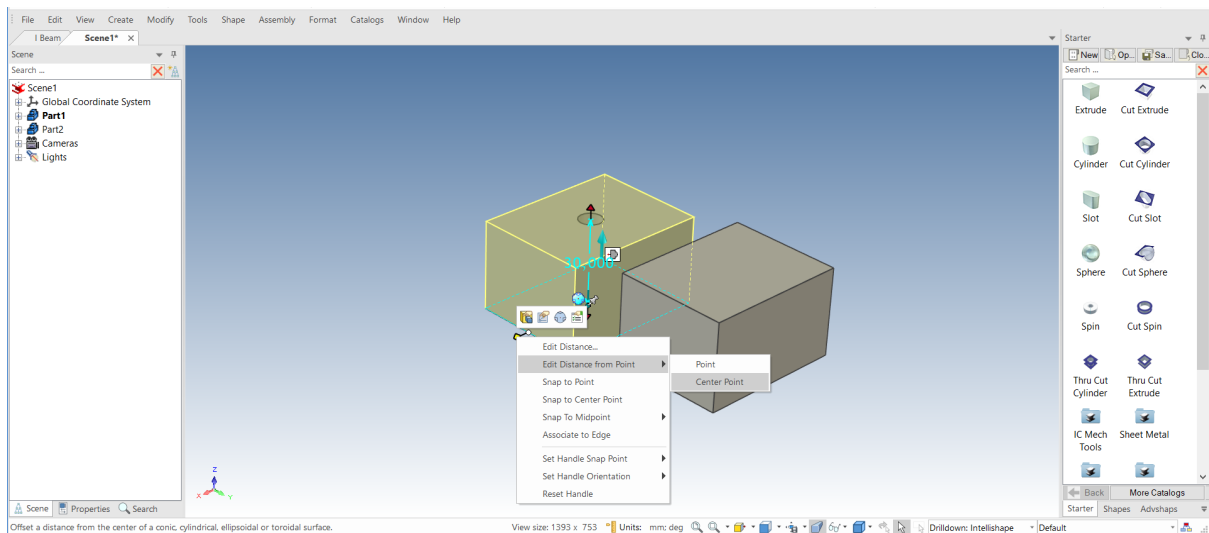 File Edit View Create Modify Tools Shape Assembly Format Catalogs Window Help
I Beam Scene1* X
Scene
Search ...
Scene1
Global Coordinate System
Part1
Part2
Cameras
Lights
30,000
Edit Distance...
Edit Distance from Point
Snap to Point
Snap to Center Point
Snap To Midpoint
Associate to Edge
Set Handle Snap Point
Set Handle Orientation
Reset Handle
Point
Center Point
Z
X Y
Starter
New Op... Sa... Clo...
Search ...
Extrude Cut Extrude
Cylinder Cut Cylinder
Slot Cut Slot
Sphere Cut Sphere
Spin Cut Spin
Thru Cut Thru Cut
Cylinder Extrude
IC Mech Sheet Metal
Tools
Back More Catalogs
Starter Shapes Advshaps
Scene Properties Search
Offset a distance from the center of a conic, cylindrical, ellipsoidal or toroidal surface. View size: 1393 x 753 Units: mm; deg Drilldown: Intellishape Default